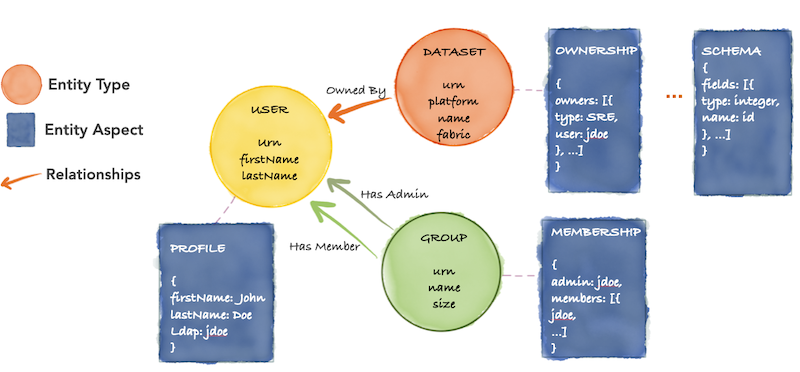 Entity Type
Entity Aspect
Relationships
DATASET
urn
platform
name
fabric
Owned By
USER
Urn
firstName
lastName
Has Admin
Has Member
GROUP
urn
name
size
OWNERSHIP
{
owners: [{
type: SRE,
user: jdoe
}, ...]
}
...
SCHEMA
{
fields: [{
type: integer,
name: id
}, ...]
}
PROFILE
{
firstName: John
lastName: Doe
Ldap: jdoe
}
MEMBERSHIP
{
admin: jdoe,
members: [{
jdoe,
...]
}